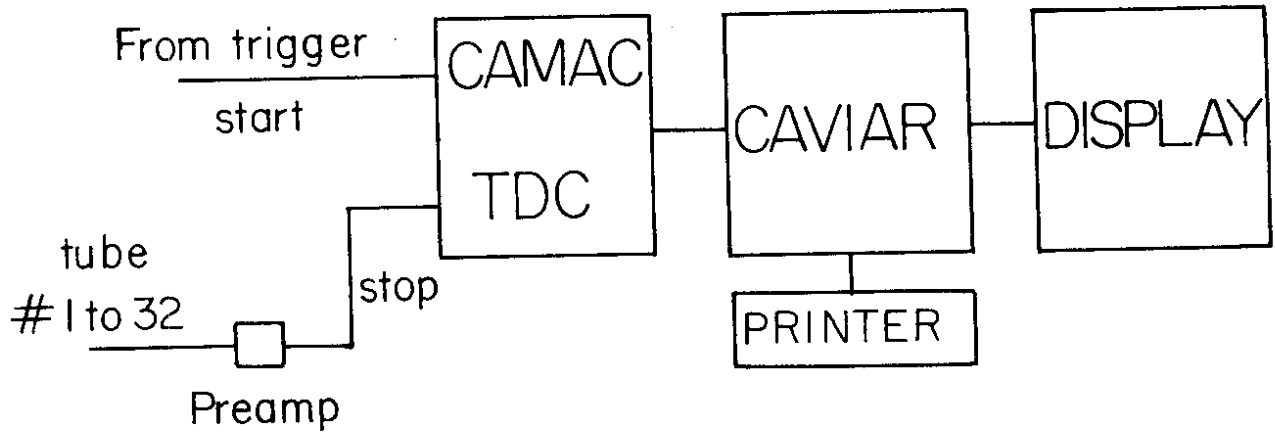 From trigger
start
CAMAC
TDC
CAVIAR
DISPLAY
tube
# 1 to 32
stop
PRINTER
Preamp